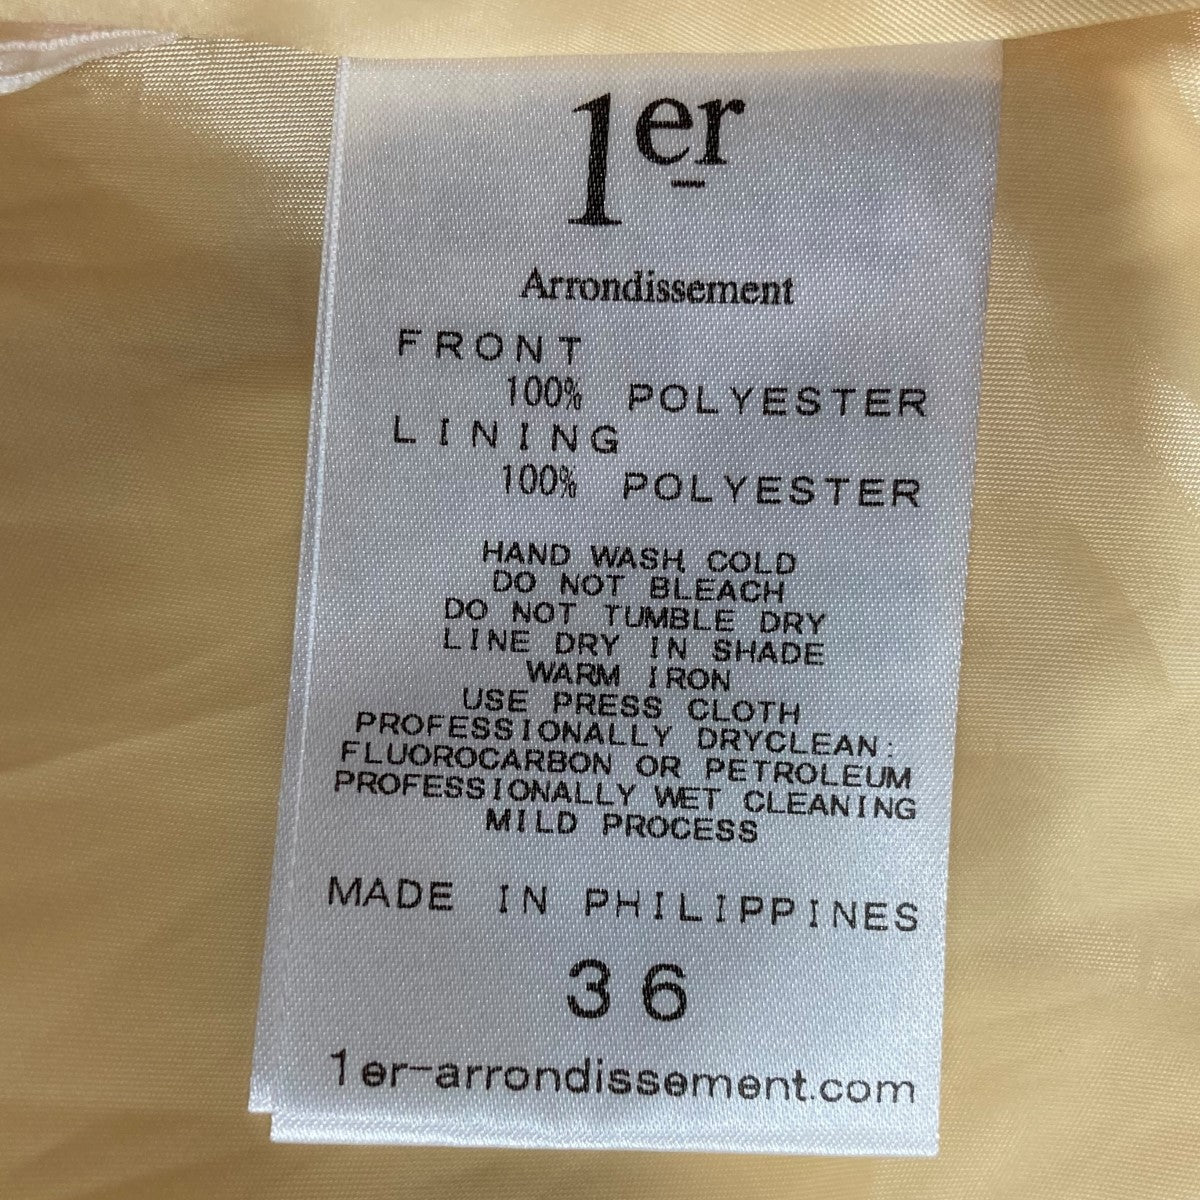 1er
Arrondissement
FRONT
100% POLYESTER
LINING
100% POLYESTER
HAND WASH COLD
DO NOT BLEACH
DO NOT TUMBLE DRY
LINE DRY IN SHADE
WARM IRON
USE PRESS CLOTH
PROFESSIONALLY DRYCLEAN:
FLUOROCARBON OR PETROLEUM
PROFESSIONALLY WET CLEANING
MILD PROCESS
MADE IN PHILIPPINES
36
1er-arrondissement.com